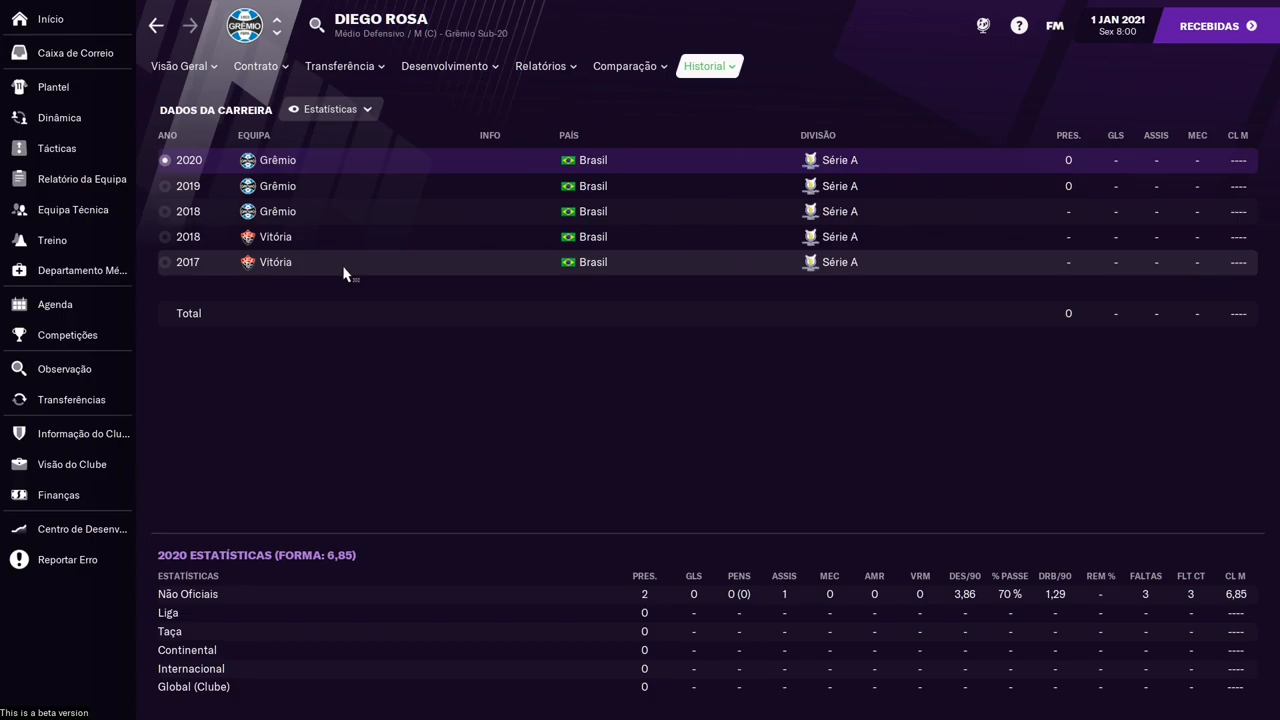 Início
Caixa de Correio
Plantel
Dinâmica
Tácticas
Relatório da Equipa
Equipa Técnica
Treino
Departamento Mé...
Agenda
Competições
Observação
Transferências
Informação do Clu...
Visão do Clube
Finanças
Centro de Desenv...
Reportar Erro
This is a beta version
GRÊMIO
DIEGO ROSA
Médio Defensivo / M (C) - Grêmio Sub-20
FM
1 JAN 2021
Sex 8:00
RECEBIDAS
Visão Geral Contrato Transferência Desenvolvimento Relatórios Comparação Historial
DADOS DA CARREIRA Estatísticas
ANO EQUIPA INFO PAÍS DIVISÃO PRES. GLS ASSIS MEC CL M
2020 Grêmio Brasil Série A 0 - - - ----
2019 Grêmio Brasil Série A 0 - - - ----
2018 Grêmio Brasil Série A - - - - ----
2018 Vitória Brasil Série A - - - - ----
2017 Vitória Brasil Série A - - - - ----
Total 0 - - - ----
2020 ESTATÍSTICAS (FORMA: 6,85)
ESTATÍSTICAS PRES. GLS PENS ASSIS MEC AMR VRM DES/90 % PASSE DRB/90 REM % FALTAS FLT CT CL M
Não Oficiais 2 0 0 (0) 1 0 0 0 3,86 70 % 1,29 - 3 3 6,85
Liga 0 - - - - - - - - - - - - ----
Taça 0 - - - - - - - - - - - - ----
Continental 0 - - - - - - - - - - - - ----
Internacional 0 - - - - - - - - - - - - ----
Global (Clube) 0 - - - - - - - - - - - - ----